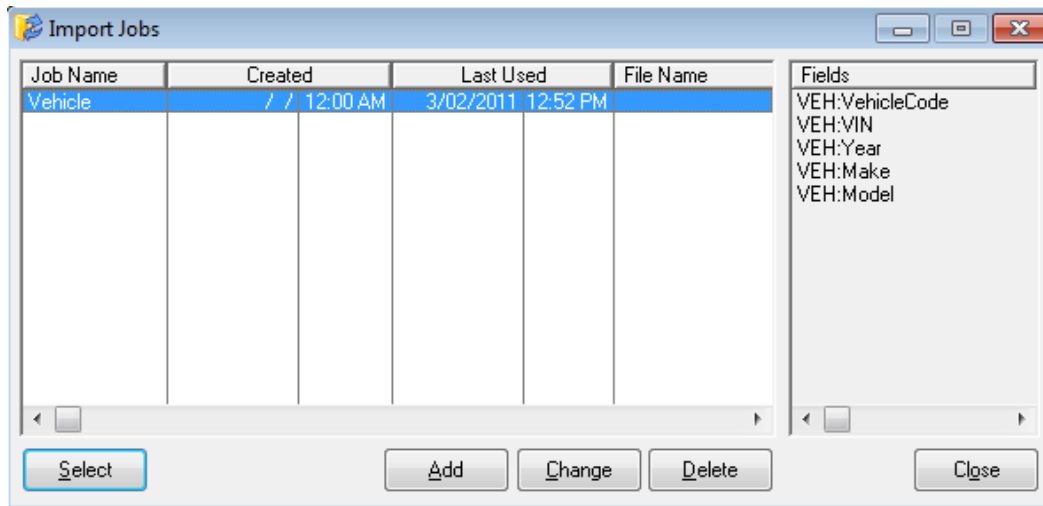 Import Jobs
Job Name Created Last Used File Name
Vehicle / / 12:00 AM 3/02/2011 12:52 PM
Fields
VEH:VehicleCode
VEH:VIN
VEH:Year
VEH:Make
VEH:Model
Select Add Change Delete Close